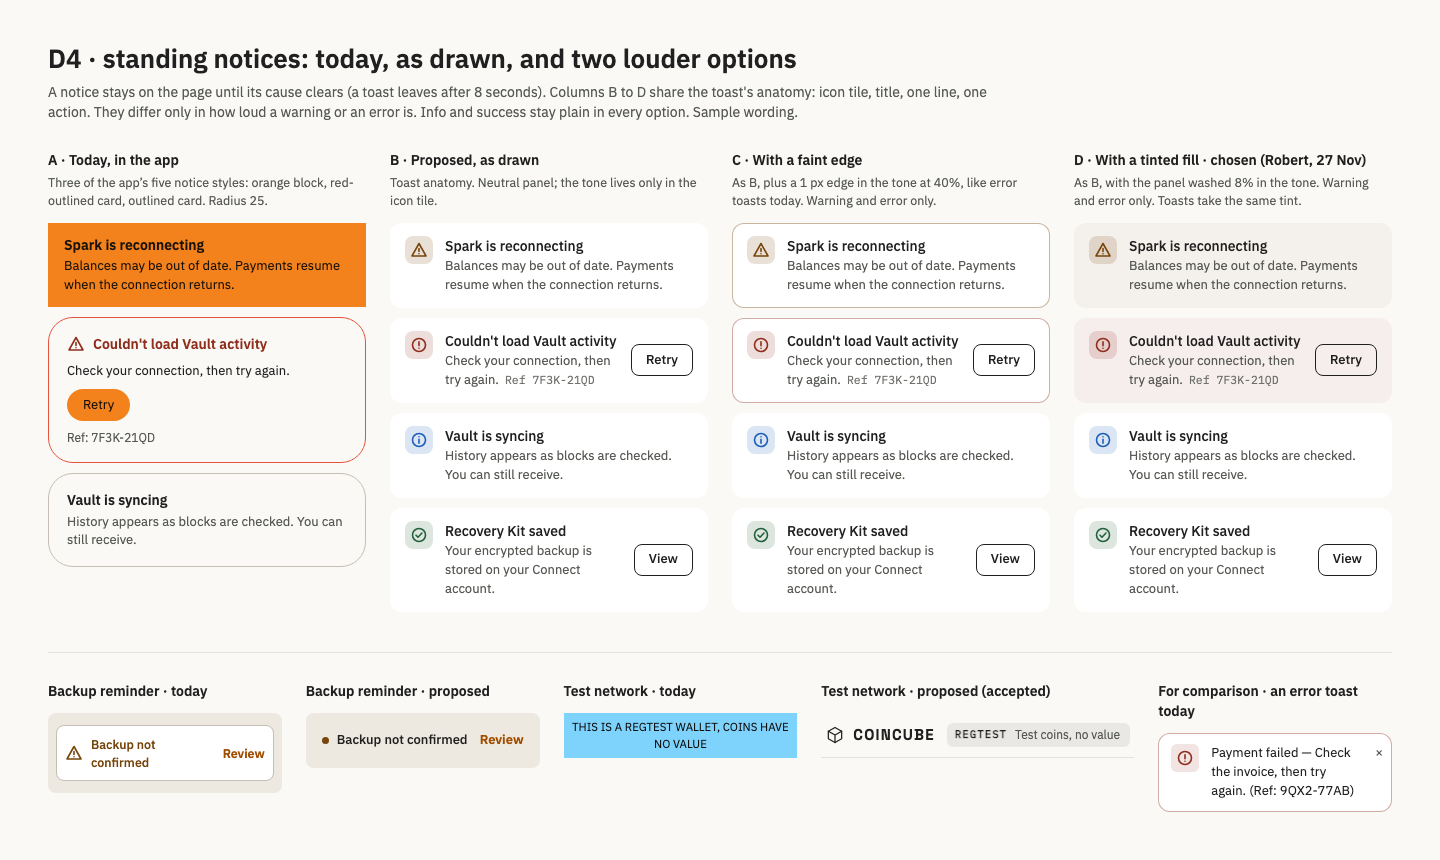 D4 · standing notices: today, as drawn, and two louder options
A notice stays on the page until its cause clears (a toast leaves after 8 seconds). Columns B to D share the toast's anatomy: icon tile, title, one line, one
action. They differ only in how loud a warning or an error is. Info and success stay plain in every option. Sample wording.
A · Today, in the app
Three of the app’s five notice styles: orange block, red-
outlined card, outlined card. Radius 25.
Spark is reconnecting
Balances may be out of date. Payments resume
when the connection returns.
Couldn't load Vault activity
Check your connection, then try again.
Retry
Ref: 7F3K-21QD
Vault is syncing
History appears as blocks are checked. You can
still receive.
B · Proposed, as drawn
Toast anatomy. Neutral panel; the tone lives only in the
icon tile.
Spark is reconnecting
Balances may be out of date. Payments
resume when the connection returns.
Couldn't load Vault activity
Check your connection, then
try again. Ref 7F3K-21QD
Retry
Vault is syncing
History appears as blocks are checked.
You can still receive.
Recovery Kit saved
Your encrypted backup is
stored on your Connect
account.
View
C · With a faint edge
As B, plus a 1 px edge in the tone at 40%, like error
toasts today. Warning and error only.
Spark is reconnecting
Balances may be out of date. Payments
resume when the connection returns.
Couldn't load Vault activity
Check your connection, then
try again. Ref 7F3K-21QD
Retry
Vault is syncing
History appears as blocks are checked.
You can still receive.
Recovery Kit saved
Your encrypted backup is
stored on your Connect
account.
View
D · With a tinted fill · chosen (Robert, 27 Nov)
As B, with the panel washed 8% in the tone. Warning
and error only. Toasts take the same tint.
Spark is reconnecting
Balances may be out of date. Payments
resume when the connection returns.
Couldn't load Vault activity
Check your connection, then
try again. Ref 7F3K-21QD
Retry
Vault is syncing
History appears as blocks are checked.
You can still receive.
Recovery Kit saved
Your encrypted backup is
stored on your Connect
account.
View
Backup reminder · today
Backup not
confirmed
Review
Backup reminder · proposed
Backup not confirmed
Review
Test network · today
THIS IS A REGTEST WALLET, COINS HAVE
NO VALUE
Test network · proposed (accepted)
COINCUBE
REGTEST Test coins, no value
For comparison · an error toast
today
Payment failed — Check
the invoice, then try
again. (Ref: 9QX2-77AB)
×